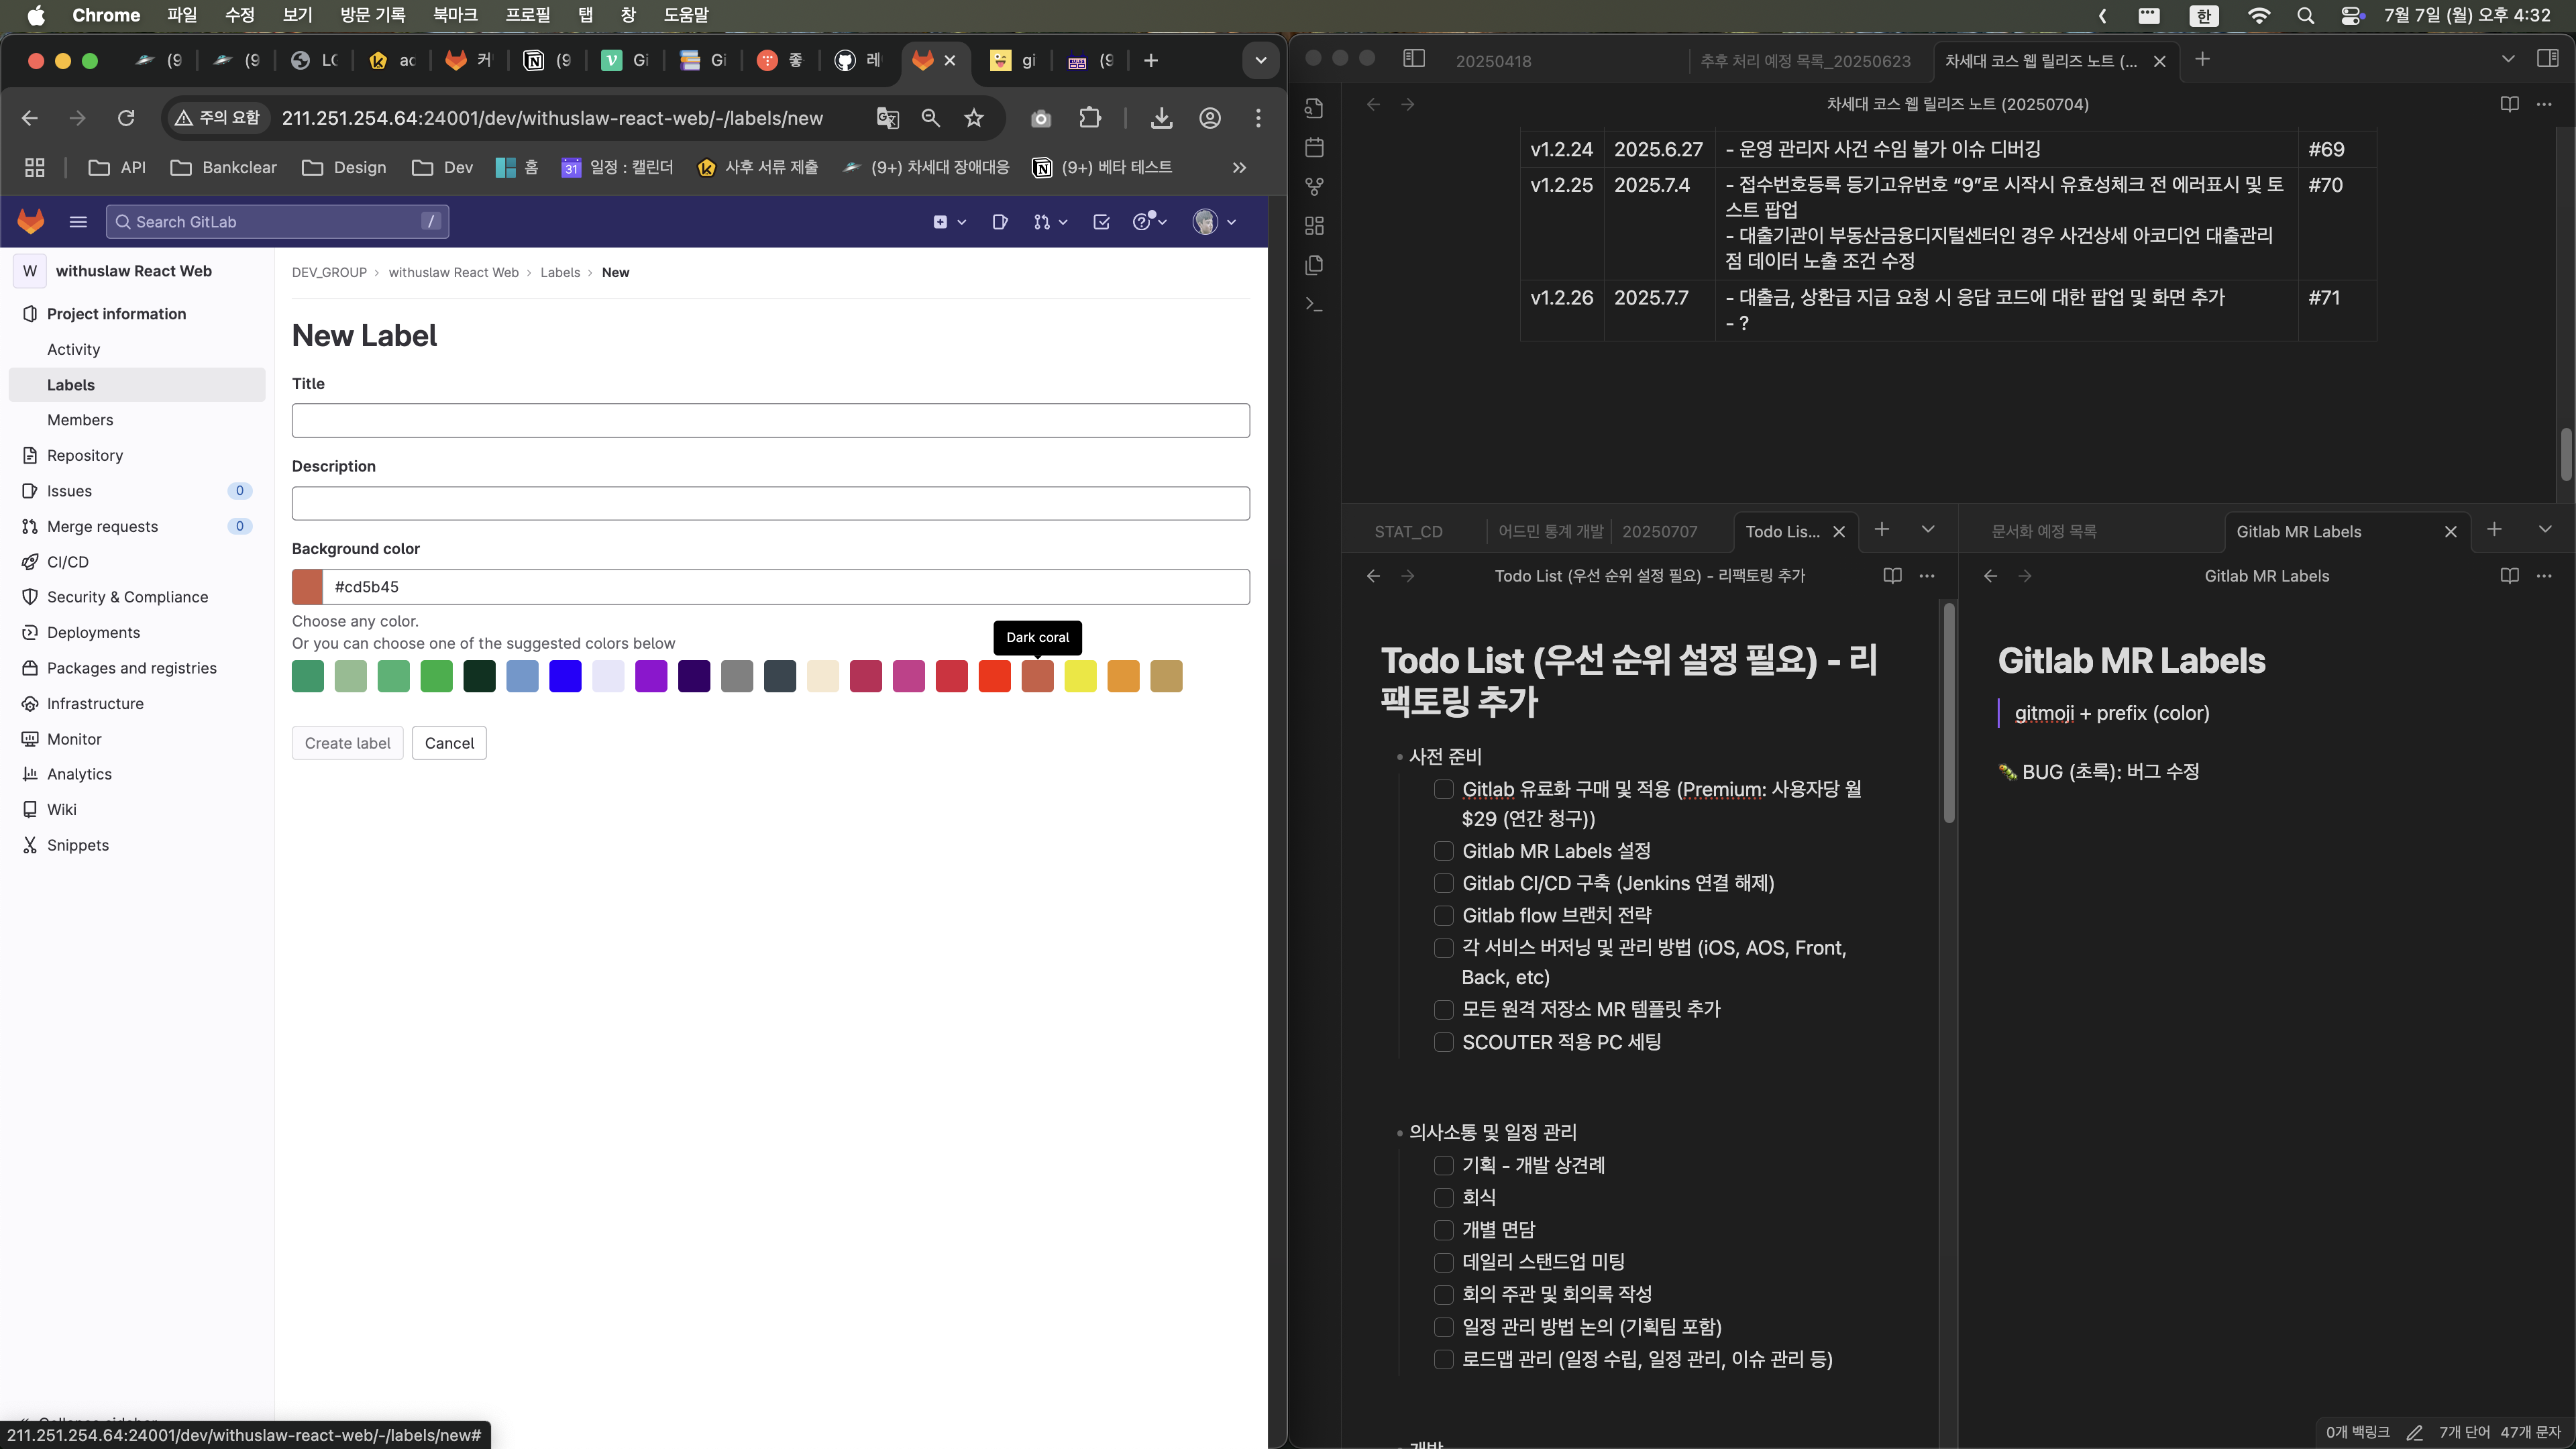 Chrome 파일 수정 보기 방문 기록 북마크 프로필 탭 창 도움말
한 7월 7일 (월) 오후 4:32
(9 (9 LC ac 커 (9 Gi Gi 좋 레 gi (9
주의 요함 211.251.254.64:24001/dev/withuslaw-react-web/-/labels/new
API Bankclear Design Dev 홈 31 일정 : 캘린더 사후 서류 제출 (9+) 차세대 장애대응 (9+) 베타 테스트
Search GitLab /
W withuslaw React Web
Project information
Activity
Labels
Members
Repository
Issues 0
Merge requests 0
CI/CD
Security & Compliance
Deployments
Packages and registries
Infrastructure
Monitor
Analytics
Wiki
Snippets
DEV_GROUP › withuslaw React Web › Labels › New
New Label
Title
Description
Background color
#cd5b45
Choose any color.
Or you can choose one of the suggested colors below
Dark coral
Create label Cancel
Collapse sidebar
211.251.254.64:24001/dev/withuslaw-react-web/-/labels/new#
20250418 추후 처리 예정 목록_20250623 차세대 코스 웹 릴리즈 노트 (...
차세대 코스 웹 릴리즈 노트 (20250704)
v1.2.24 2025.6.27 - 운영 관리자 사건 수임 불가 이슈 디버깅 #69
v1.2.25 2025.7.4 - 접수번호등록 등기고유번호 “9”로 시작시 유효성체크 전 에러표시 및 토 #70
스트 팝업
- 대출기관이 부동산금융디지털센터인 경우 사건상세 아코디언 대출관리
점 데이터 노출 조건 수정
v1.2.26 2025.7.7 - 대출금, 상환급 지급 요청 시 응답 코드에 대한 팝업 및 화면 추가 #71
- ?
STAT_CD 어드민 통계 개발 20250707 Todo Lis...
Todo List (우선 순위 설정 필요) - 리팩토링 추가
Todo List (우선 순위 설정 필요) - 리
팩토링 추가
사전 준비
Gitlab 유료화 구매 및 적용 (Premium: 사용자당 월
$29 (연간 청구))
Gitlab MR Labels 설정
Gitlab CI/CD 구축 (Jenkins 연결 해제)
Gitlab flow 브랜치 전략
각 서비스 버저닝 및 관리 방법 (iOS, AOS, Front,
Back, etc)
모든 원격 저장소 MR 템플릿 추가
SCOUTER 적용 PC 세팅
의사소통 및 일정 관리
기획 - 개발 상견례
회식
개별 면담
데일리 스탠드업 미팅
회의 주관 및 회의록 작성
일정 관리 방법 논의 (기획팀 포함)
로드맵 관리 (일정 수립, 일정 관리, 이슈 관리 등)
개발
문서화 예정 목록 Gitlab MR Labels
Gitlab MR Labels
Gitlab MR Labels
gitmoji + prefix (color)
🐛 BUG (초록): 버그 수정
0개 백링크 7개 단어 47개 문자